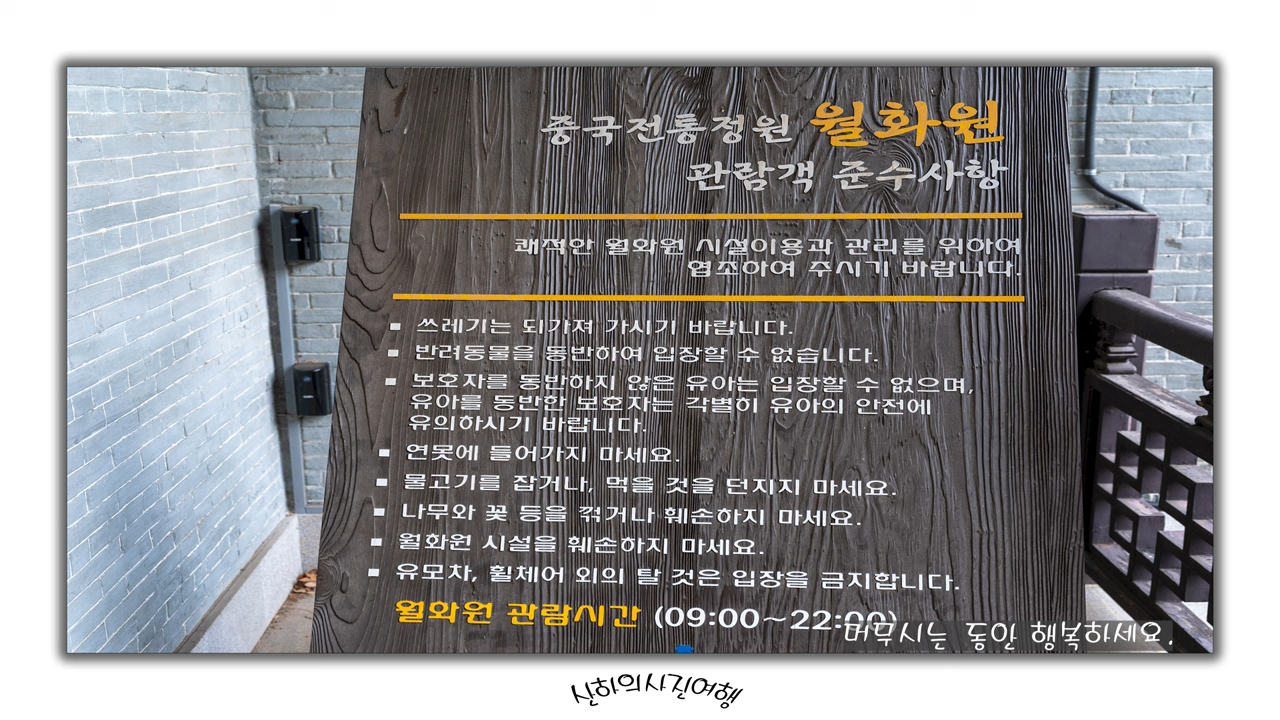 중국전통정원 월화원
관람객 준수사항
쾌적한 월화원 시설이용과 관리를 위하여
협조하여 주시기 바랍니다.
▪ 쓰레기는 되가져 가시기 바랍니다.
▪ 반려동물을 동반하여 입장할 수 없습니다.
▪ 보호자를 동반하지 않은 유아는 입장할 수 없으며,
유아를 동반한 보호자는 각별히 유아의 안전에
유의하시기 바랍니다.
▪ 연못에 들어가지 마세요.
▪ 물고기를 잡거나, 먹을 것을 던지지 마세요.
▪ 나무와 꽃 등을 꺾거나 훼손하지 마세요.
▪ 월화원 시설을 훼손하지 마세요.
▪ 유모차, 휠체어 외의 탈 것은 입장을 금지합니다.
월화원 관람시간 (09:00~22:00)
머무시는 동안 행복하세요.
산하의사진여행